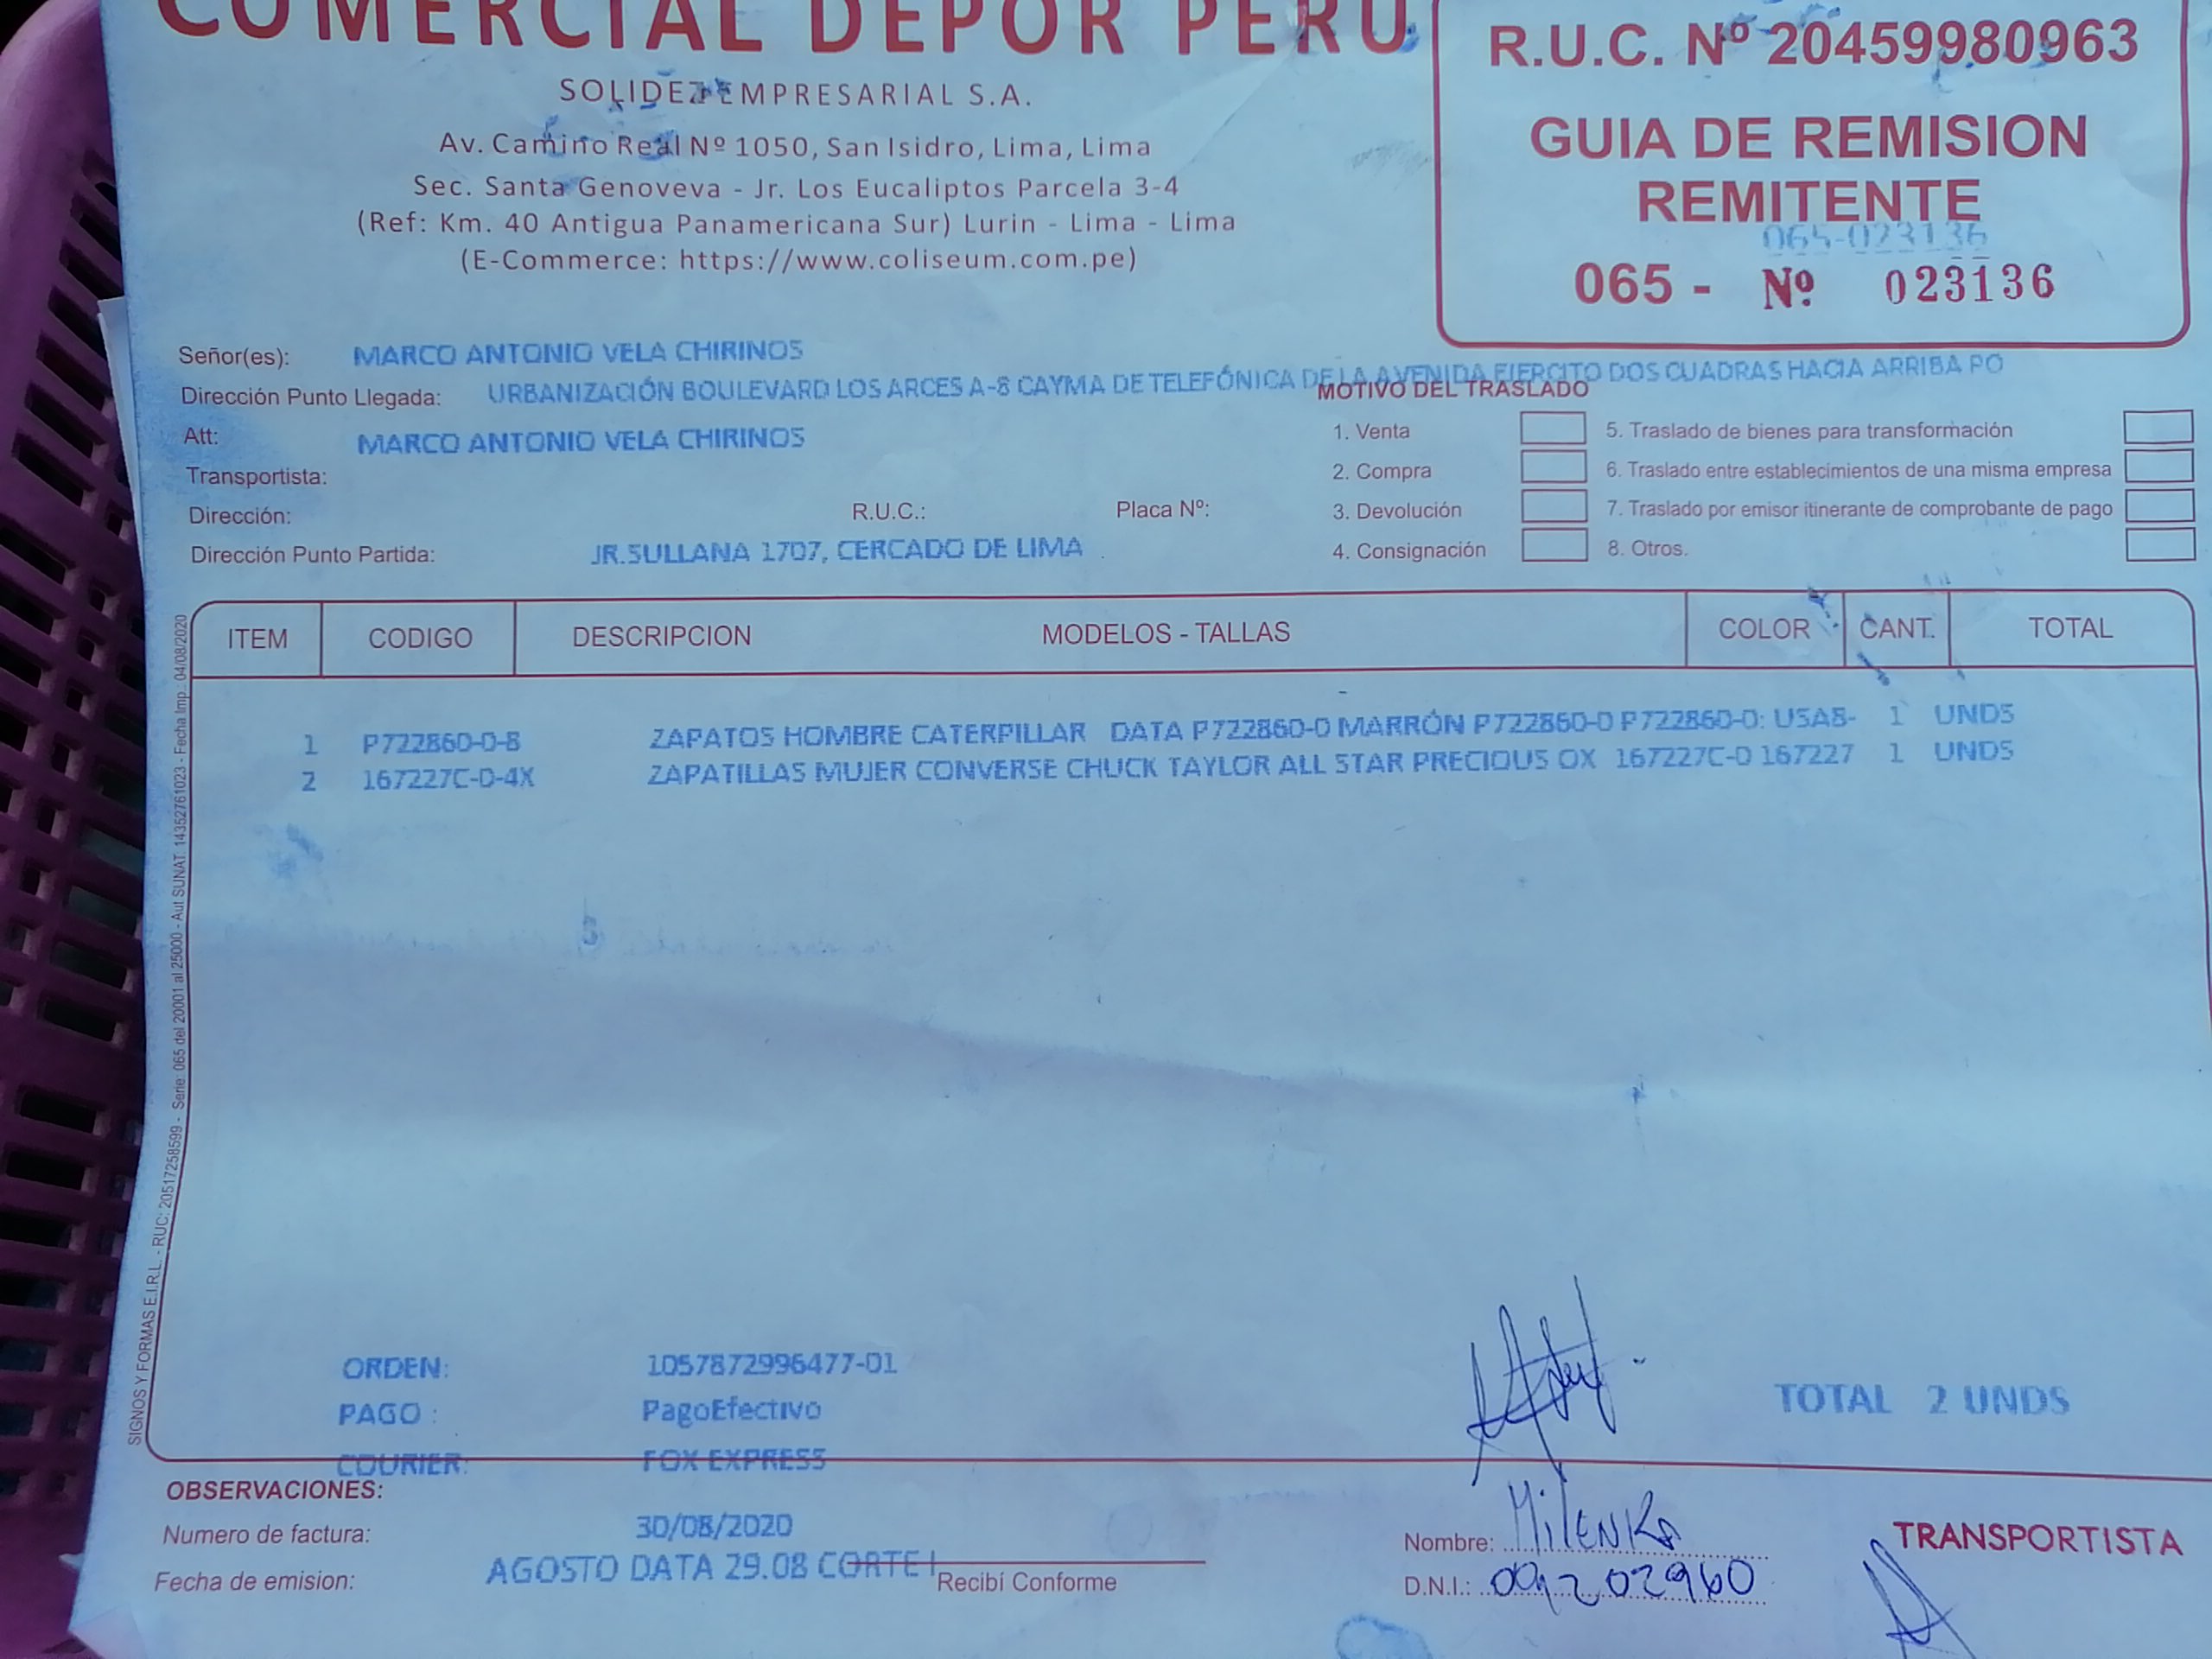 COMERCIAL DEPOR PERU
SOLIDEZ EMPRESARIAL S.A.
Av. Camino Real Nº 1050, San Isidro, Lima, Lima
Sec. Santa Genoveva - Jr. Los Eucaliptos Parcela 3-4
(Ref: Km. 40 Antigua Panamericana Sur) Lurin - Lima - Lima
(E-Commerce: https://www.coliseum.com.pe)
R.U.C. Nº 20459980963
GUIA DE REMISION
REMITENTE
065-023136
065 - Nº 023136
Señor(es): MARCO ANTONIO VELA CHIRINOS
Dirección Punto Llegada: URBANIZACIÓN BOULEVARD LOS ARCES A-8 CAYMA DE TELEFÓNICA DE LA AVENIDA EJERCITO DOS CUADRAS HACIA ARRIBA PO
Att: MARCO ANTONIO VELA CHIRINOS
Transportista:
Dirección: R.U.C.: Placa Nº:
Dirección Punto Partida: JR.SULLANA 1707, CERCADO DE LIMA
MOTIVO DEL TRASLADO
1. Venta 5. Traslado de bienes para transformación
2. Compra 6. Traslado entre establecimientos de una misma empresa
3. Devolución 7. Traslado por emisor itinerante de comprobante de pago
4. Consignación 8. Otros.
ITEM CODIGO DESCRIPCION MODELOS - TALLAS COLOR CANT. TOTAL
1 P722860-0-8 ZAPATOS HOMBRE CATERPILLAR DATA P722860-0 MARRÓN P722860-0 P722860-0: USA8- 1 UNDS
2 167227C-0-4X ZAPATILLAS MUJER CONVERSE CHUCK TAYLOR ALL STAR PRECIOUS OX 167227C-0 167227 1 UNDS
SIGNOS Y FORMAS E.I.R.L. - RUC: 20517258599 - Serie: 065 del 20001 al 25000 - Aut SUNAT: 14352761023 - Fecha Imp. 04/08/2020
ORDEN: 1057872996477-01
PAGO : PagoEfectivo
TOTAL 2 UNDS
COURIER: FOX EXPRESS
OBSERVACIONES:
Numero de factura: 30/08/2020
Fecha de emision: AGOSTO DATA 29.08 CORTE
Recibí Conforme
Nombre: Milenka
D.N.I.:
TRANSPORTISTA